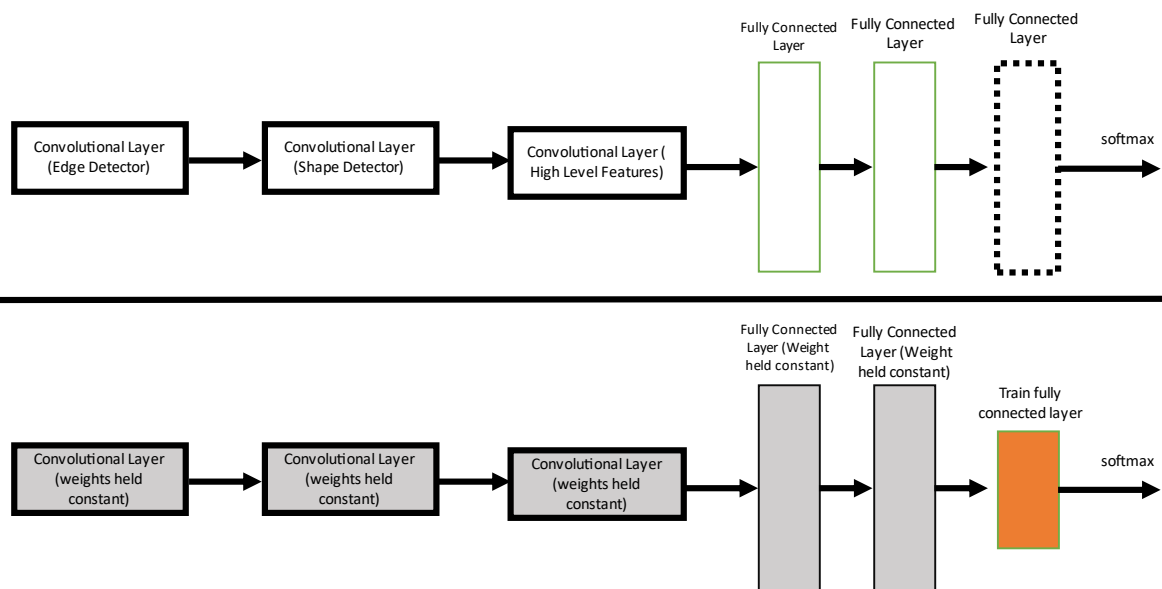 Fully Connected
Layer
Fully Connected
Layer
Fully Connected
Layer
Convolutional Layer
(Edge Detector)
Convolutional Layer
(Shape Detector)
Convolutional Layer (
High Level Features)
softmax
Fully Connected
Layer (Weight
held constant)
Fully Connected
Layer (Weight
held constant)
Train fully
connected layer
Convolutional Layer
(weights held
constant)
Convolutional Layer
(weights held
constant)
Convolutional Layer
(weights held
constant)
softmax